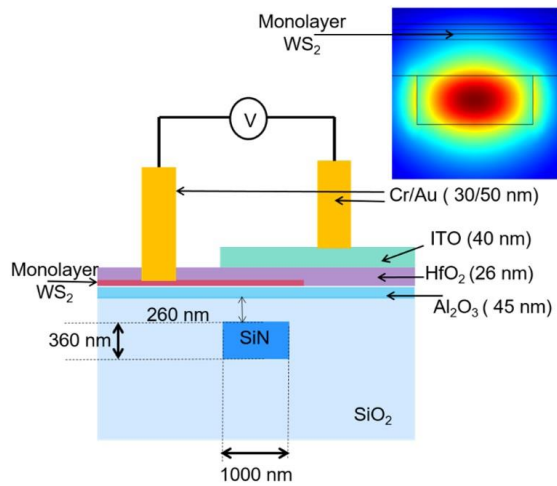 Monolayer
WS₂
V
Cr/Au ( 30/50 nm)
ITO (40 nm)
Monolayer
WS₂
HfO₂ (26 nm)
Al₂O₃ ( 45 nm)
260 nm
360 nm
SiN
SiO₂
1000 nm